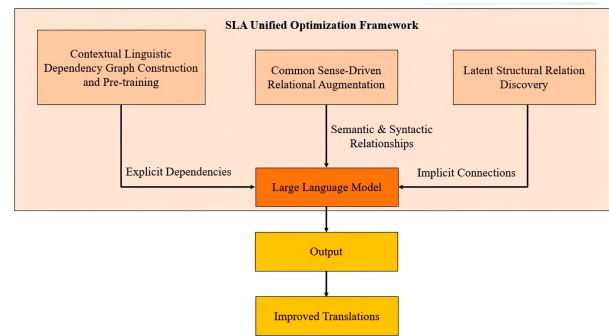 SLA Unified Optimization Framework
Contextual Linguistic
Dependency Graph Construction
and Pre-training
Common Sense-Driven
Relational Augmentation
Latent Structural Relation
Discovery
Semantic & Syntactic
Relationships
Explicit Dependencies
Implicit Connections
Large Language Model
Output
Improved Translations